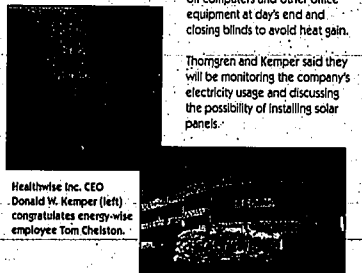 off computers and other office
equipment at day's end and
closing blinds to avoid heat gain.
Thorngren and Kemper said they
will be monitoring the company's
electricity usage and discussing
the possibility of installing solar
panels.
Healthwise Inc. CEO
Donald W. Kemper (left)
congratulates energy-wise
employee Tom Chelston.